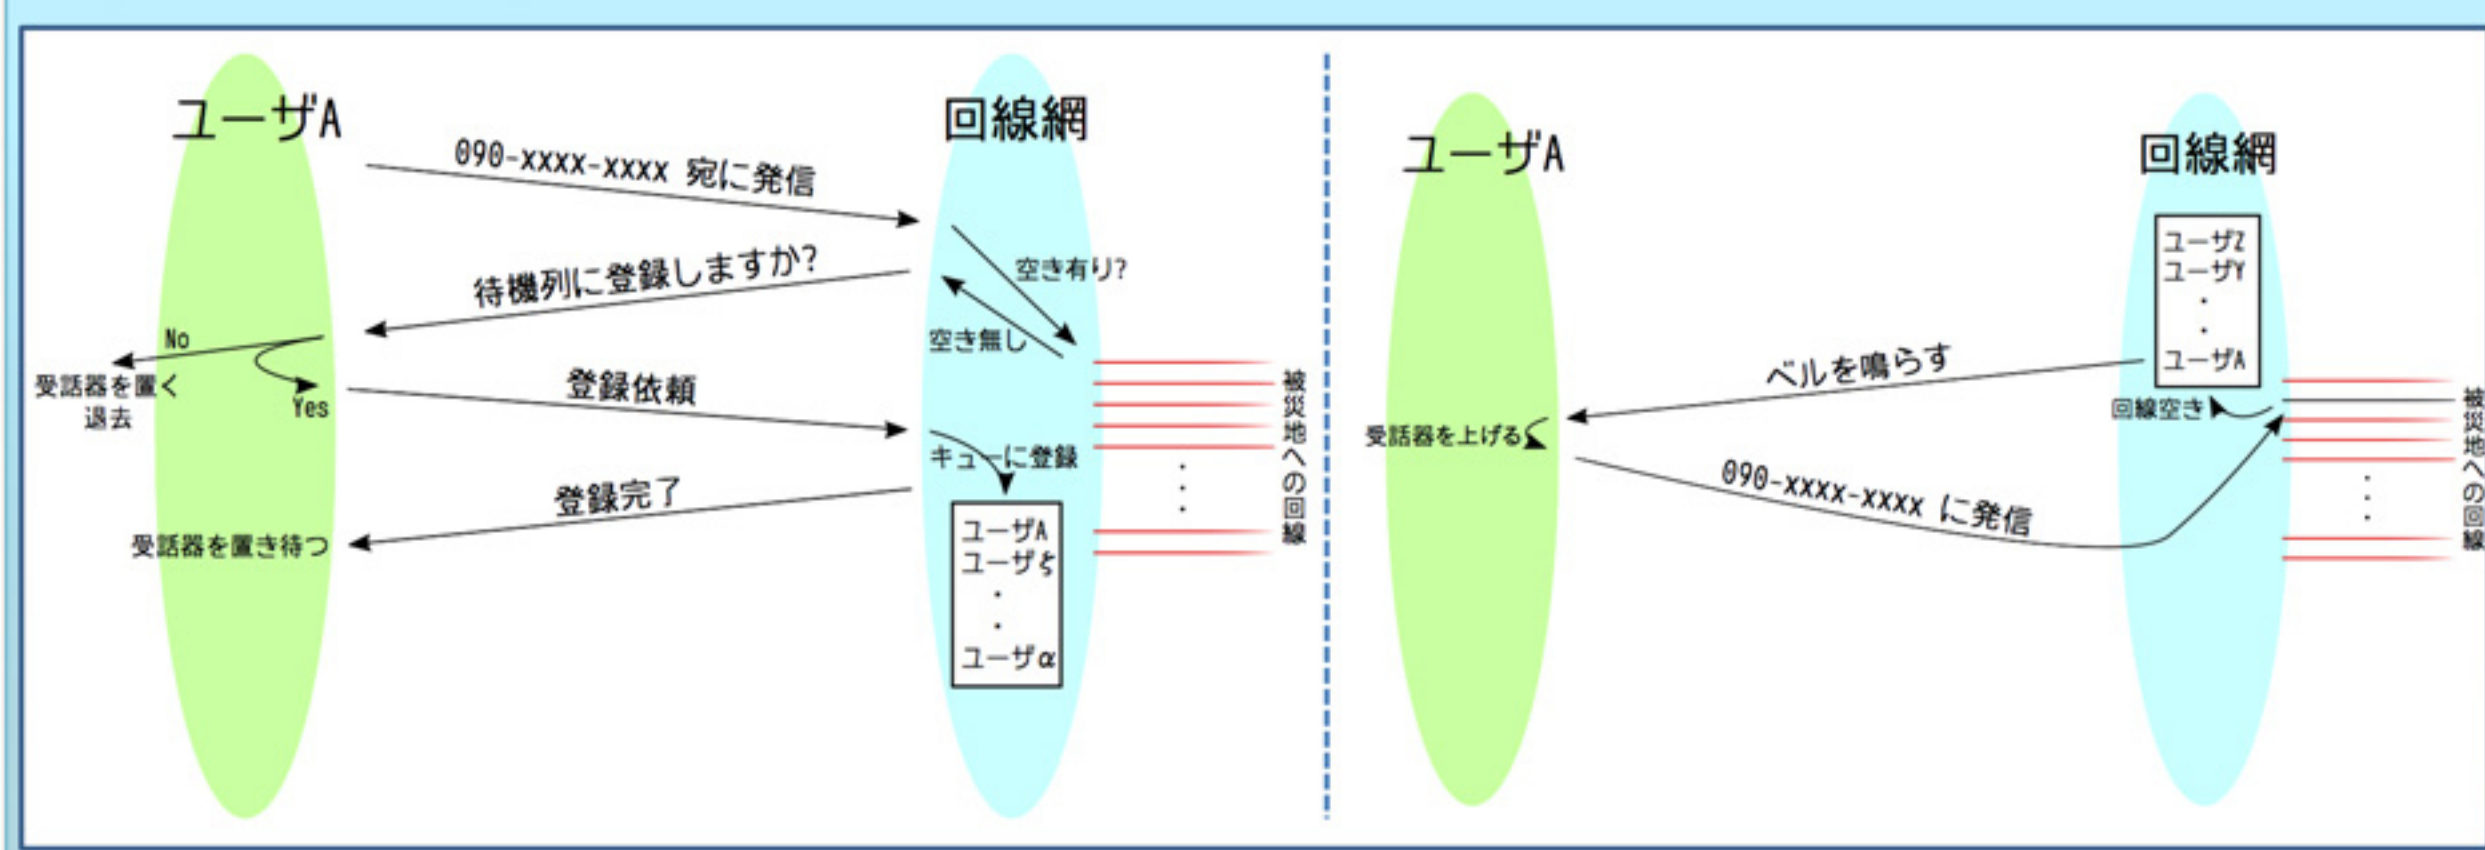 ユーザA
回線網
090-xxxx-xxxx 宛に発信
空き有り?
待機列に登録しますか?
空き無し
No
受話器を置く
退去
Yes
登録依頼
キューに登録
登録完了
受話器を置き待つ
ユーザA
ユーザξ
・
・
ユーザα
被災地への回線
ユーザA
回線網
ユーザZ
ユーザY
・
・
ユーザA
ベルを鳴らす
回線空き
受話器を上げる
090-xxxx-xxxx に発信
被災地への回線